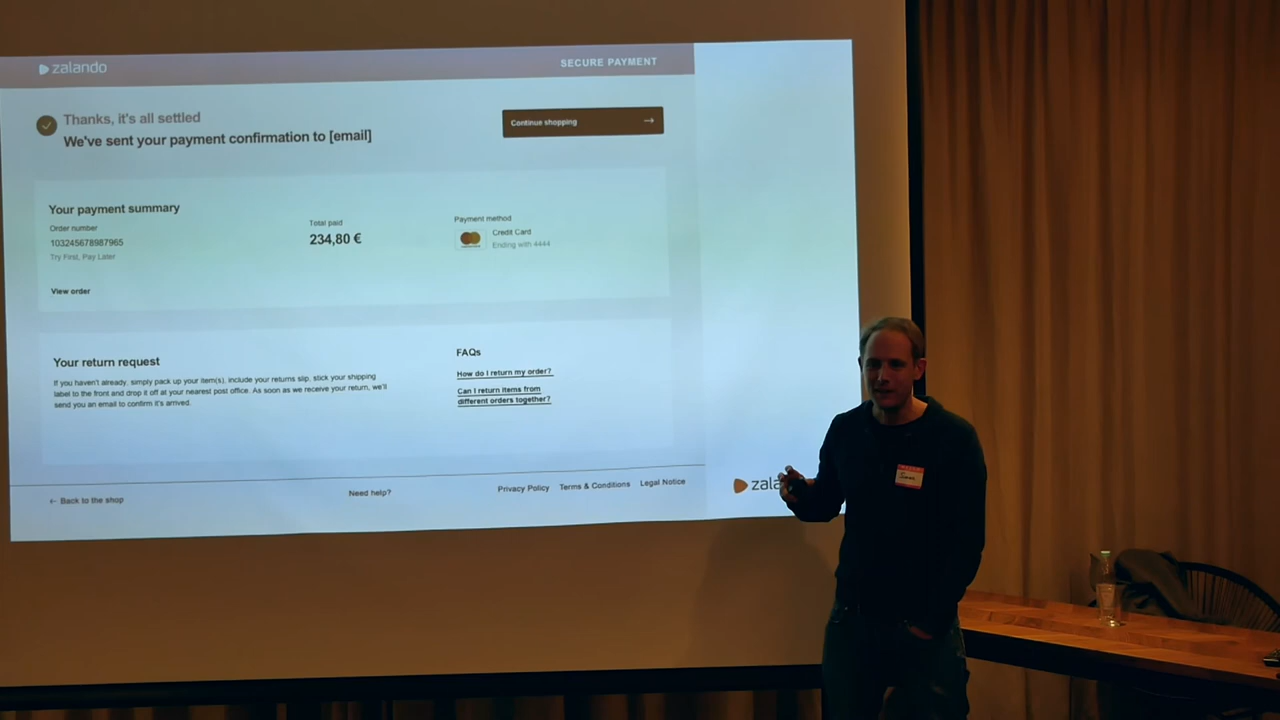 zalando
SECURE PAYMENT
Thanks, it's all settled
We've sent your payment confirmation to [email]
Continue shopping →
Your payment summary
Order number
103245678987965
Try First, Pay Later
Total paid
234,80 €
Payment method
Credit Card
Ending with 4444
View order
Your return request
If you haven't already, simply pack up your item(s), include your returns slip, stick your shipping
label to the front and drop it off at your nearest post office. As soon as we receive your return, we'll
send you an email to confirm it's arrived.
FAQs
How do I return my order?
Can I return items from
different orders together?
← Back to the shop
Need help?
Privacy Policy
Terms & Conditions
Legal Notice
zala